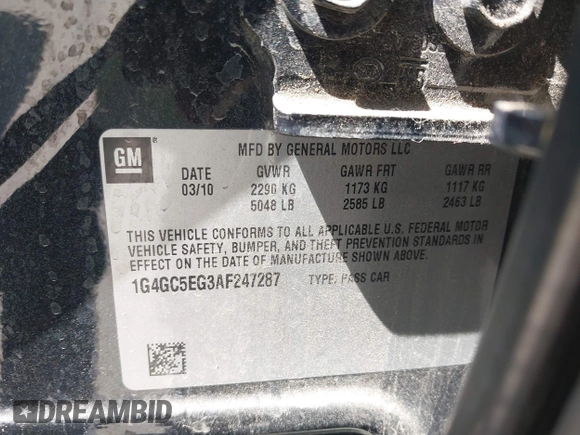 GM
MFD BY GENERAL MOTORS LLC
DATE GVWR GAWR FRT GAWR RR
03/10 2290 KG 1173 KG 1117 KG
5048 LB 2585 LB 2463 LB
THIS VEHICLE CONFORMS TO ALL APPLICABLE U.S. FEDERAL MOTOR
VEHICLE SAFETY, BUMPER, AND THEFT PREVENTION STANDARDS
IN EFFECT ON THE DATE OF MANUFACTURE SHOWN ABOVE.
1G4GC5EG3AF247287 TYPE: PASS CAR
DREAMBID